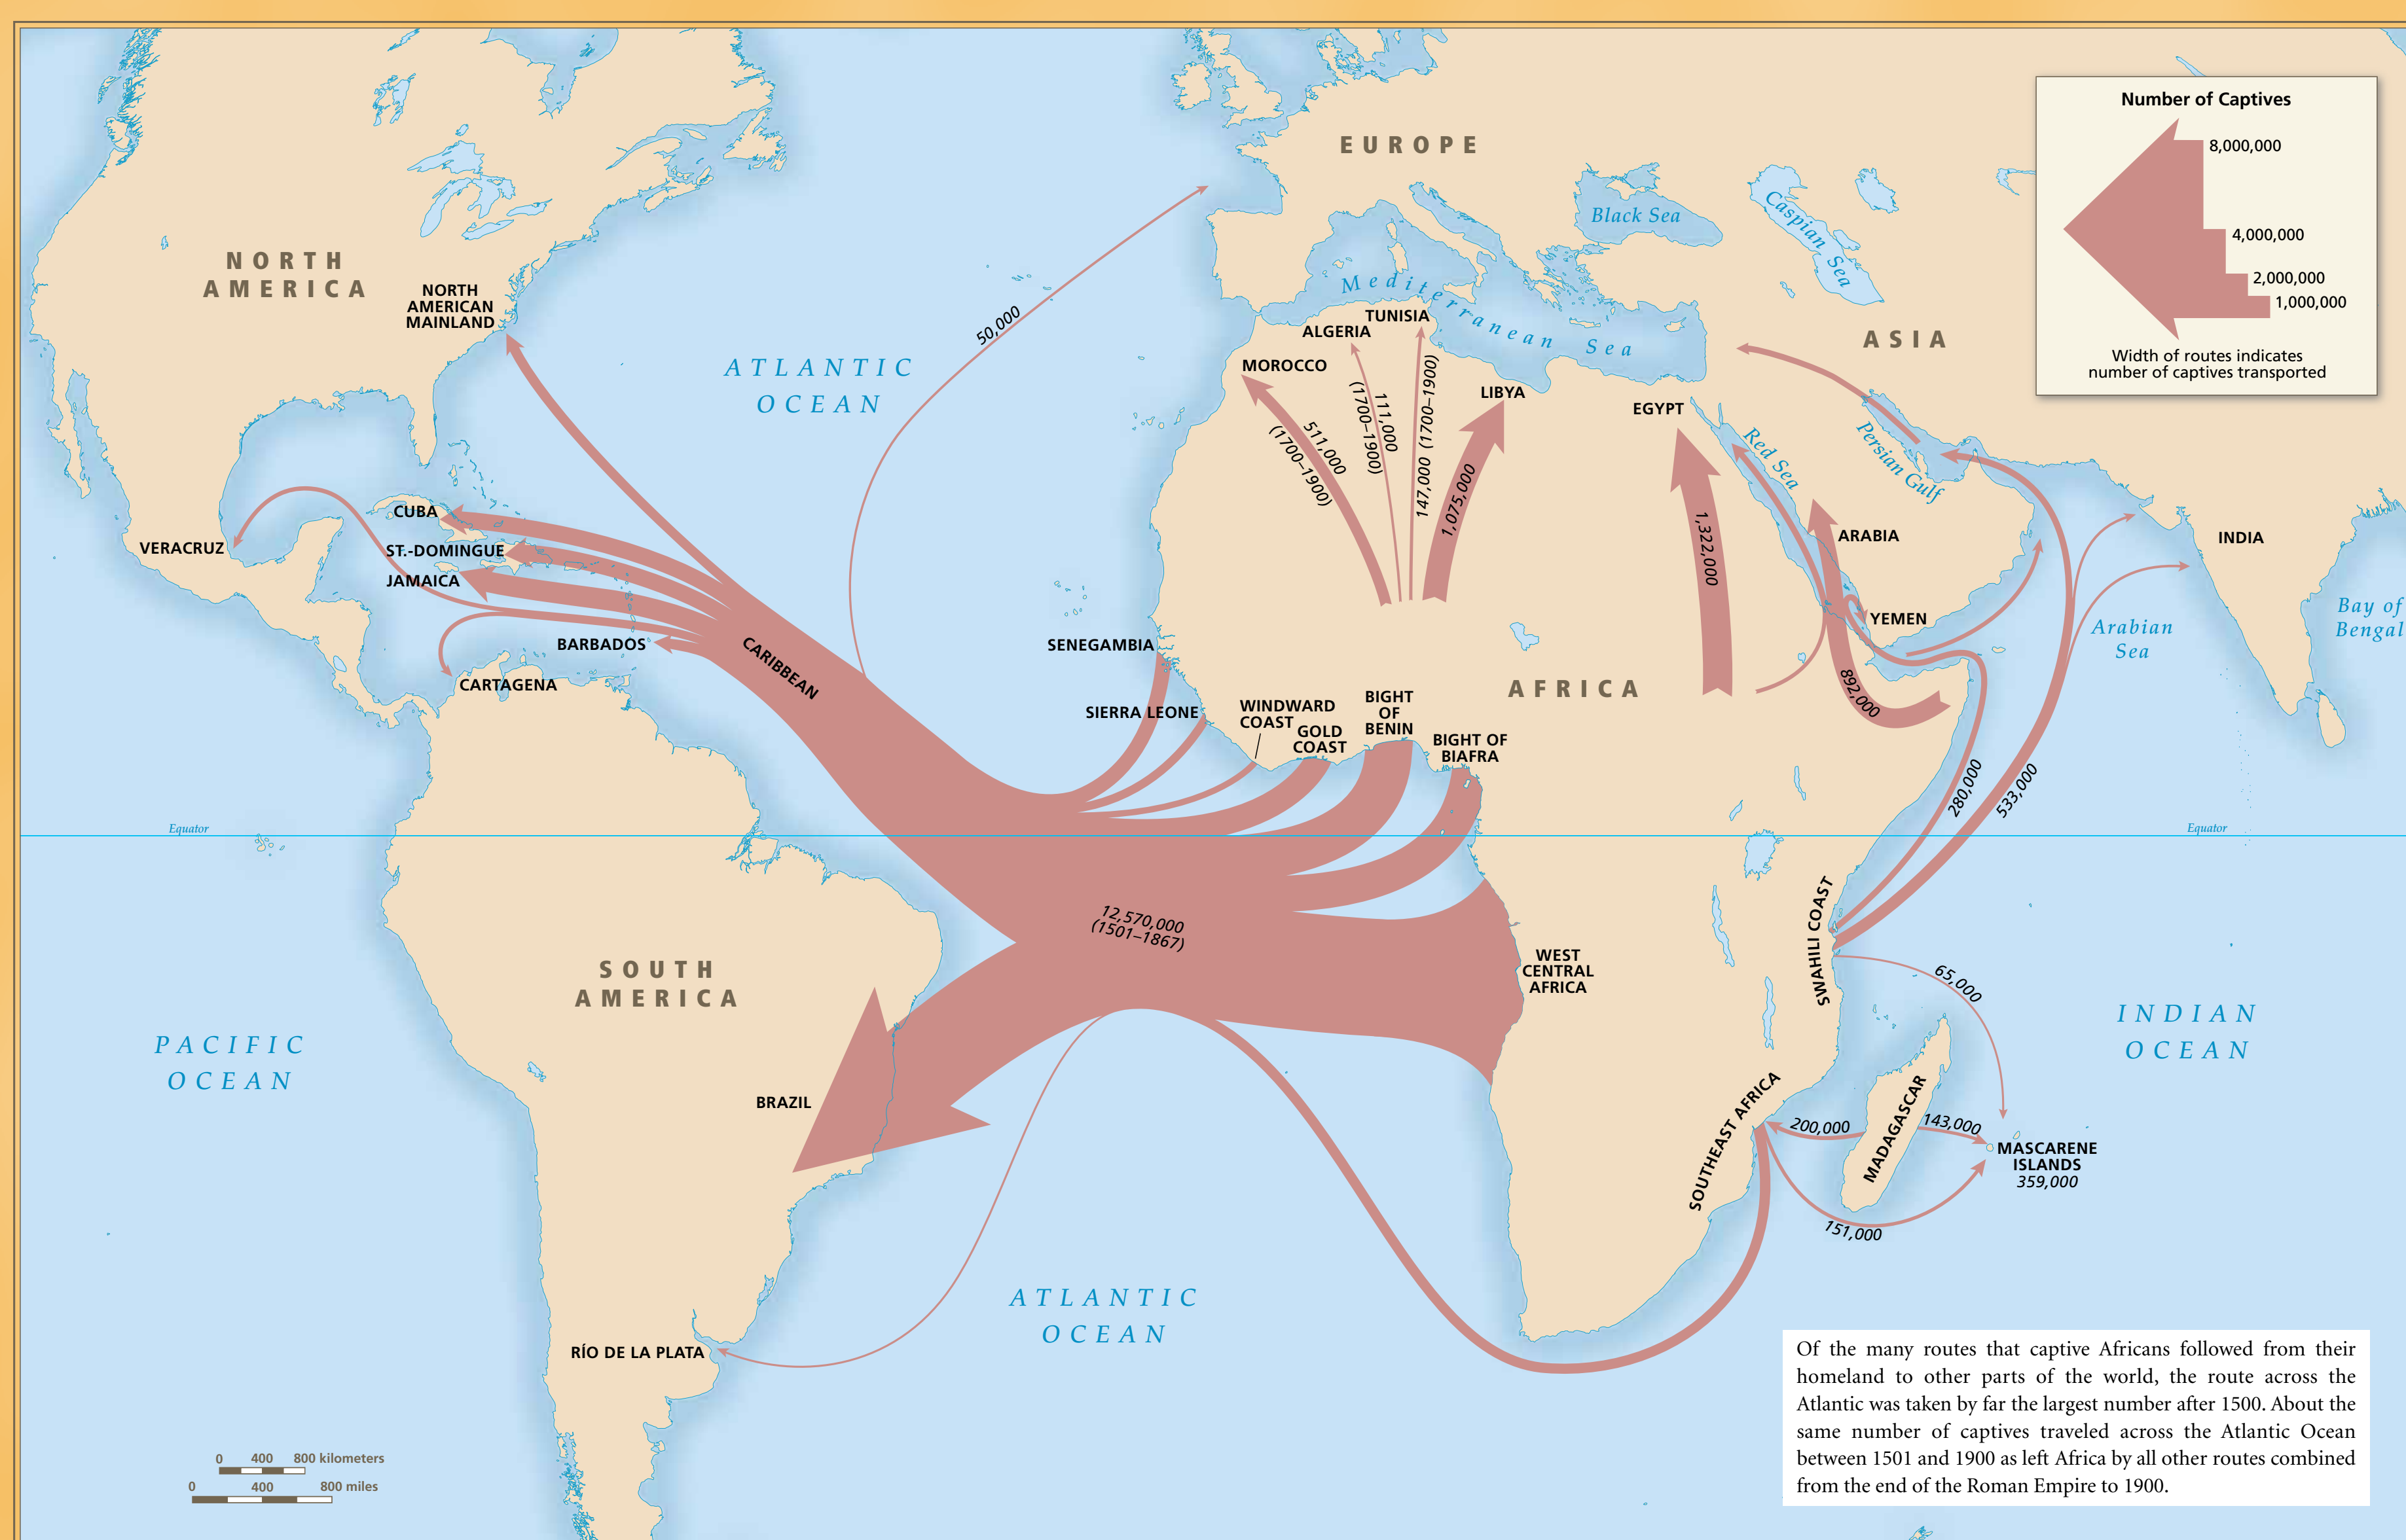 Number of Captives
8,000,000
4,000,000
2,000,000
1,000,000
Width of routes indicates
number of captives transported
EUROPE
Black Sea
Caspian Sea
ASIA
NORTH
AMERICA
NORTH
AMERICAN
MAINLAND
ATLANTIC
OCEAN
50,000
Mediterranean Sea
TUNISIA
ALGERIA
MOROCCO
LIBYA
EGYPT
511,000
(1700–1900)
111,000
(1700–1900)
147,000 (1700–1900)
1,075,000
1,322,000
Red Sea
Persian Gulf
ARABIA
YEMEN
INDIA
Arabian
Sea
Bay of
Bengal
CUBA
VERACRUZ
ST.-DOMINGUE
JAMAICA
BARBADOS
CARTAGENA
CARIBBEAN
SENEGAMBIA
SIERRA LEONE
WINDWARD
COAST
GOLD
COAST
BIGHT
OF
BENIN
BIGHT OF
BIAFRA
AFRICA
892,000
280,000
533,000
Equator
Equator
12,570,000
(1501–1867)
SOUTH
AMERICA
WEST
CENTRAL
AFRICA
SWAHILI COAST
65,000
INDIAN
OCEAN
PACIFIC
OCEAN
BRAZIL
SOUTHEAST AFRICA
200,000
MADAGASCAR
143,000
MASCARENE
ISLANDS
359,000
151,000
ATLANTIC
OCEAN
RÍO DE LA PLATA
0 400 800 kilometers
0 400 800 miles
Of the many routes that captive Africans followed from their
homeland to other parts of the world, the route across the
Atlantic was taken by far the largest number after 1500. About the
same number of captives traveled across the Atlantic Ocean
between 1501 and 1900 as left Africa by all other routes combined
from the end of the Roman Empire to 1900.